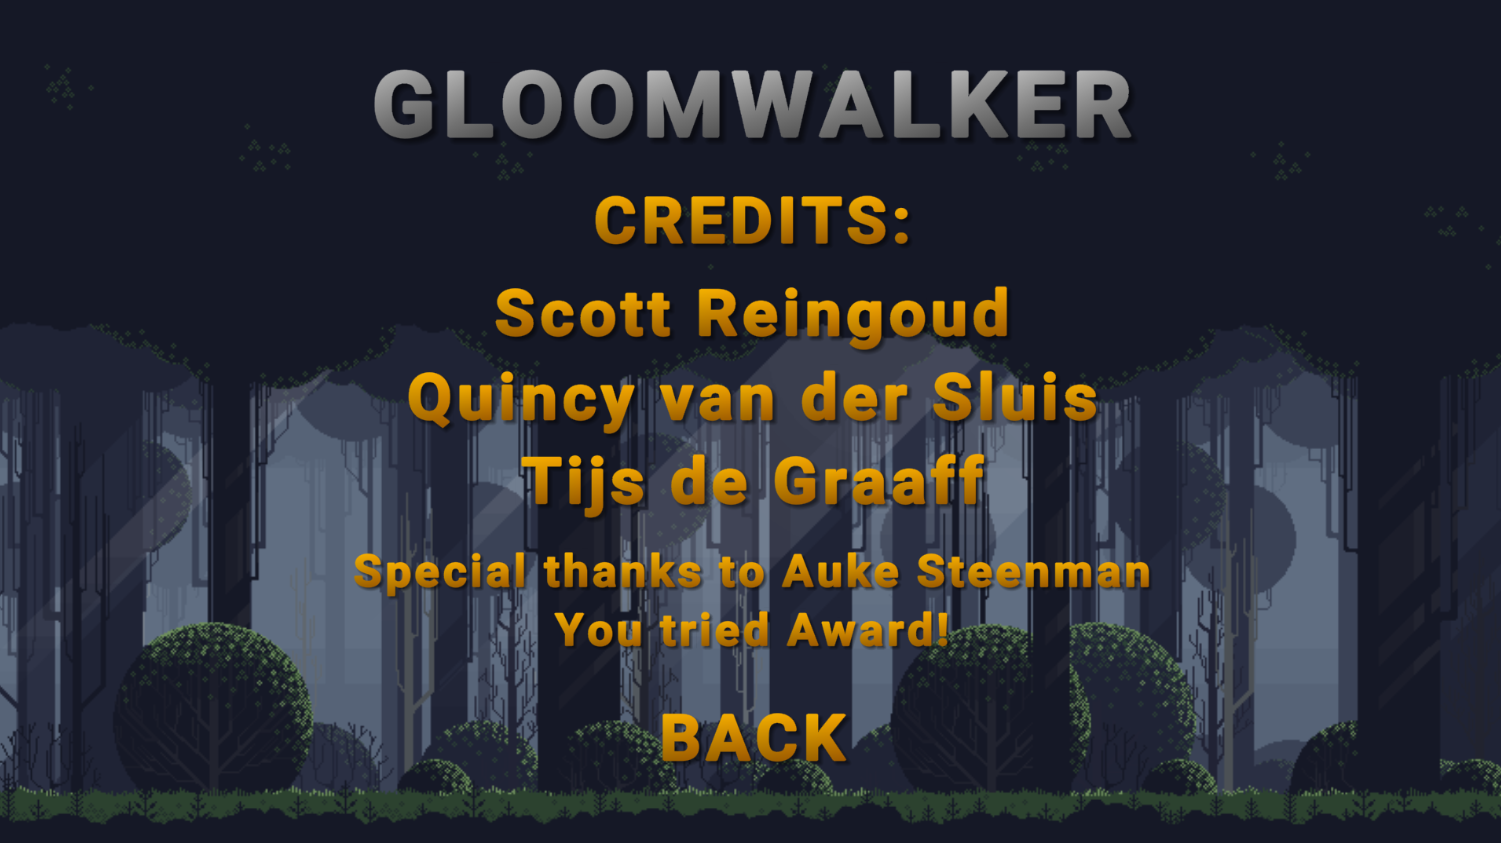 GLOOMWALKER
CREDITS:
Scott Reingoud
Quincy van der Sluis
Tijs de Graaff
Special thanks to Auke Steenman
You tried Award!
BACK